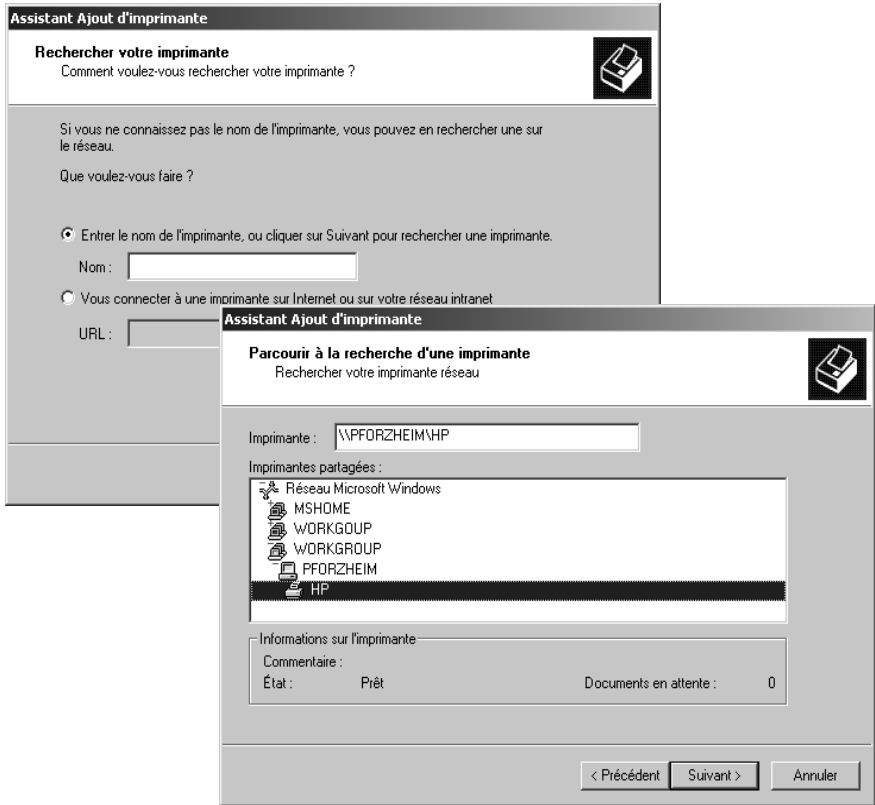 Assistant Ajout d'imprimante
Rechercher votre imprimante
Comment voulez-vous rechercher votre imprimante ?
Si vous ne connaissez pas le nom de l'imprimante, vous pouvez en rechercher une sur
le réseau.
Que voulez-vous faire ?
Entrer le nom de l'imprimante, ou cliquer sur Suivant pour rechercher une imprimante.
Nom :
Vous connecter à une imprimante sur Internet ou sur votre réseau intranet
URL :
Assistant Ajout d'imprimante
Parcourir à la recherche d'une imprimante
Rechercher votre imprimante réseau
Imprimante : \\PFORZHEIM\HP
Imprimantes partagées :
Réseau Microsoft Windows
MSHOME
WORKGOUP
WORKGROUP
PFORZHEIM
HP
Informations sur l'imprimante
Commentaire :
État : Prêt Documents en attente : 0
< Précédent Suivant > Annuler